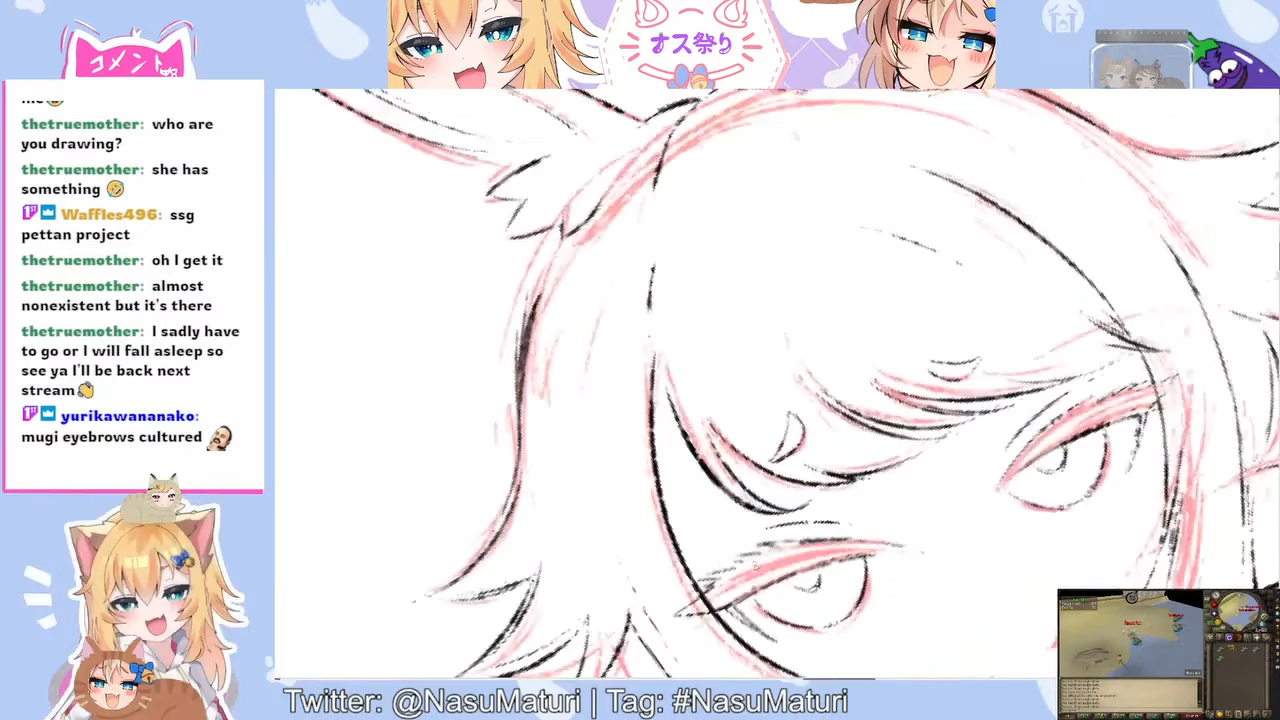 コメント
ナス祭り
thetruemother: who are
you drawing?
thetruemother: she has
something 🤣
Waffles496: ssg
pettan project
thetruemother: oh I get it
thetruemother: almost
nonexistent but it's there
thetruemother: I sadly have
to go or I will fall asleep so
see ya I'll be back next
stream👏
yurikawananako:
mugi eyebrows cultured
Twitter @NasuMaturi | Tag: #NasuMaturi